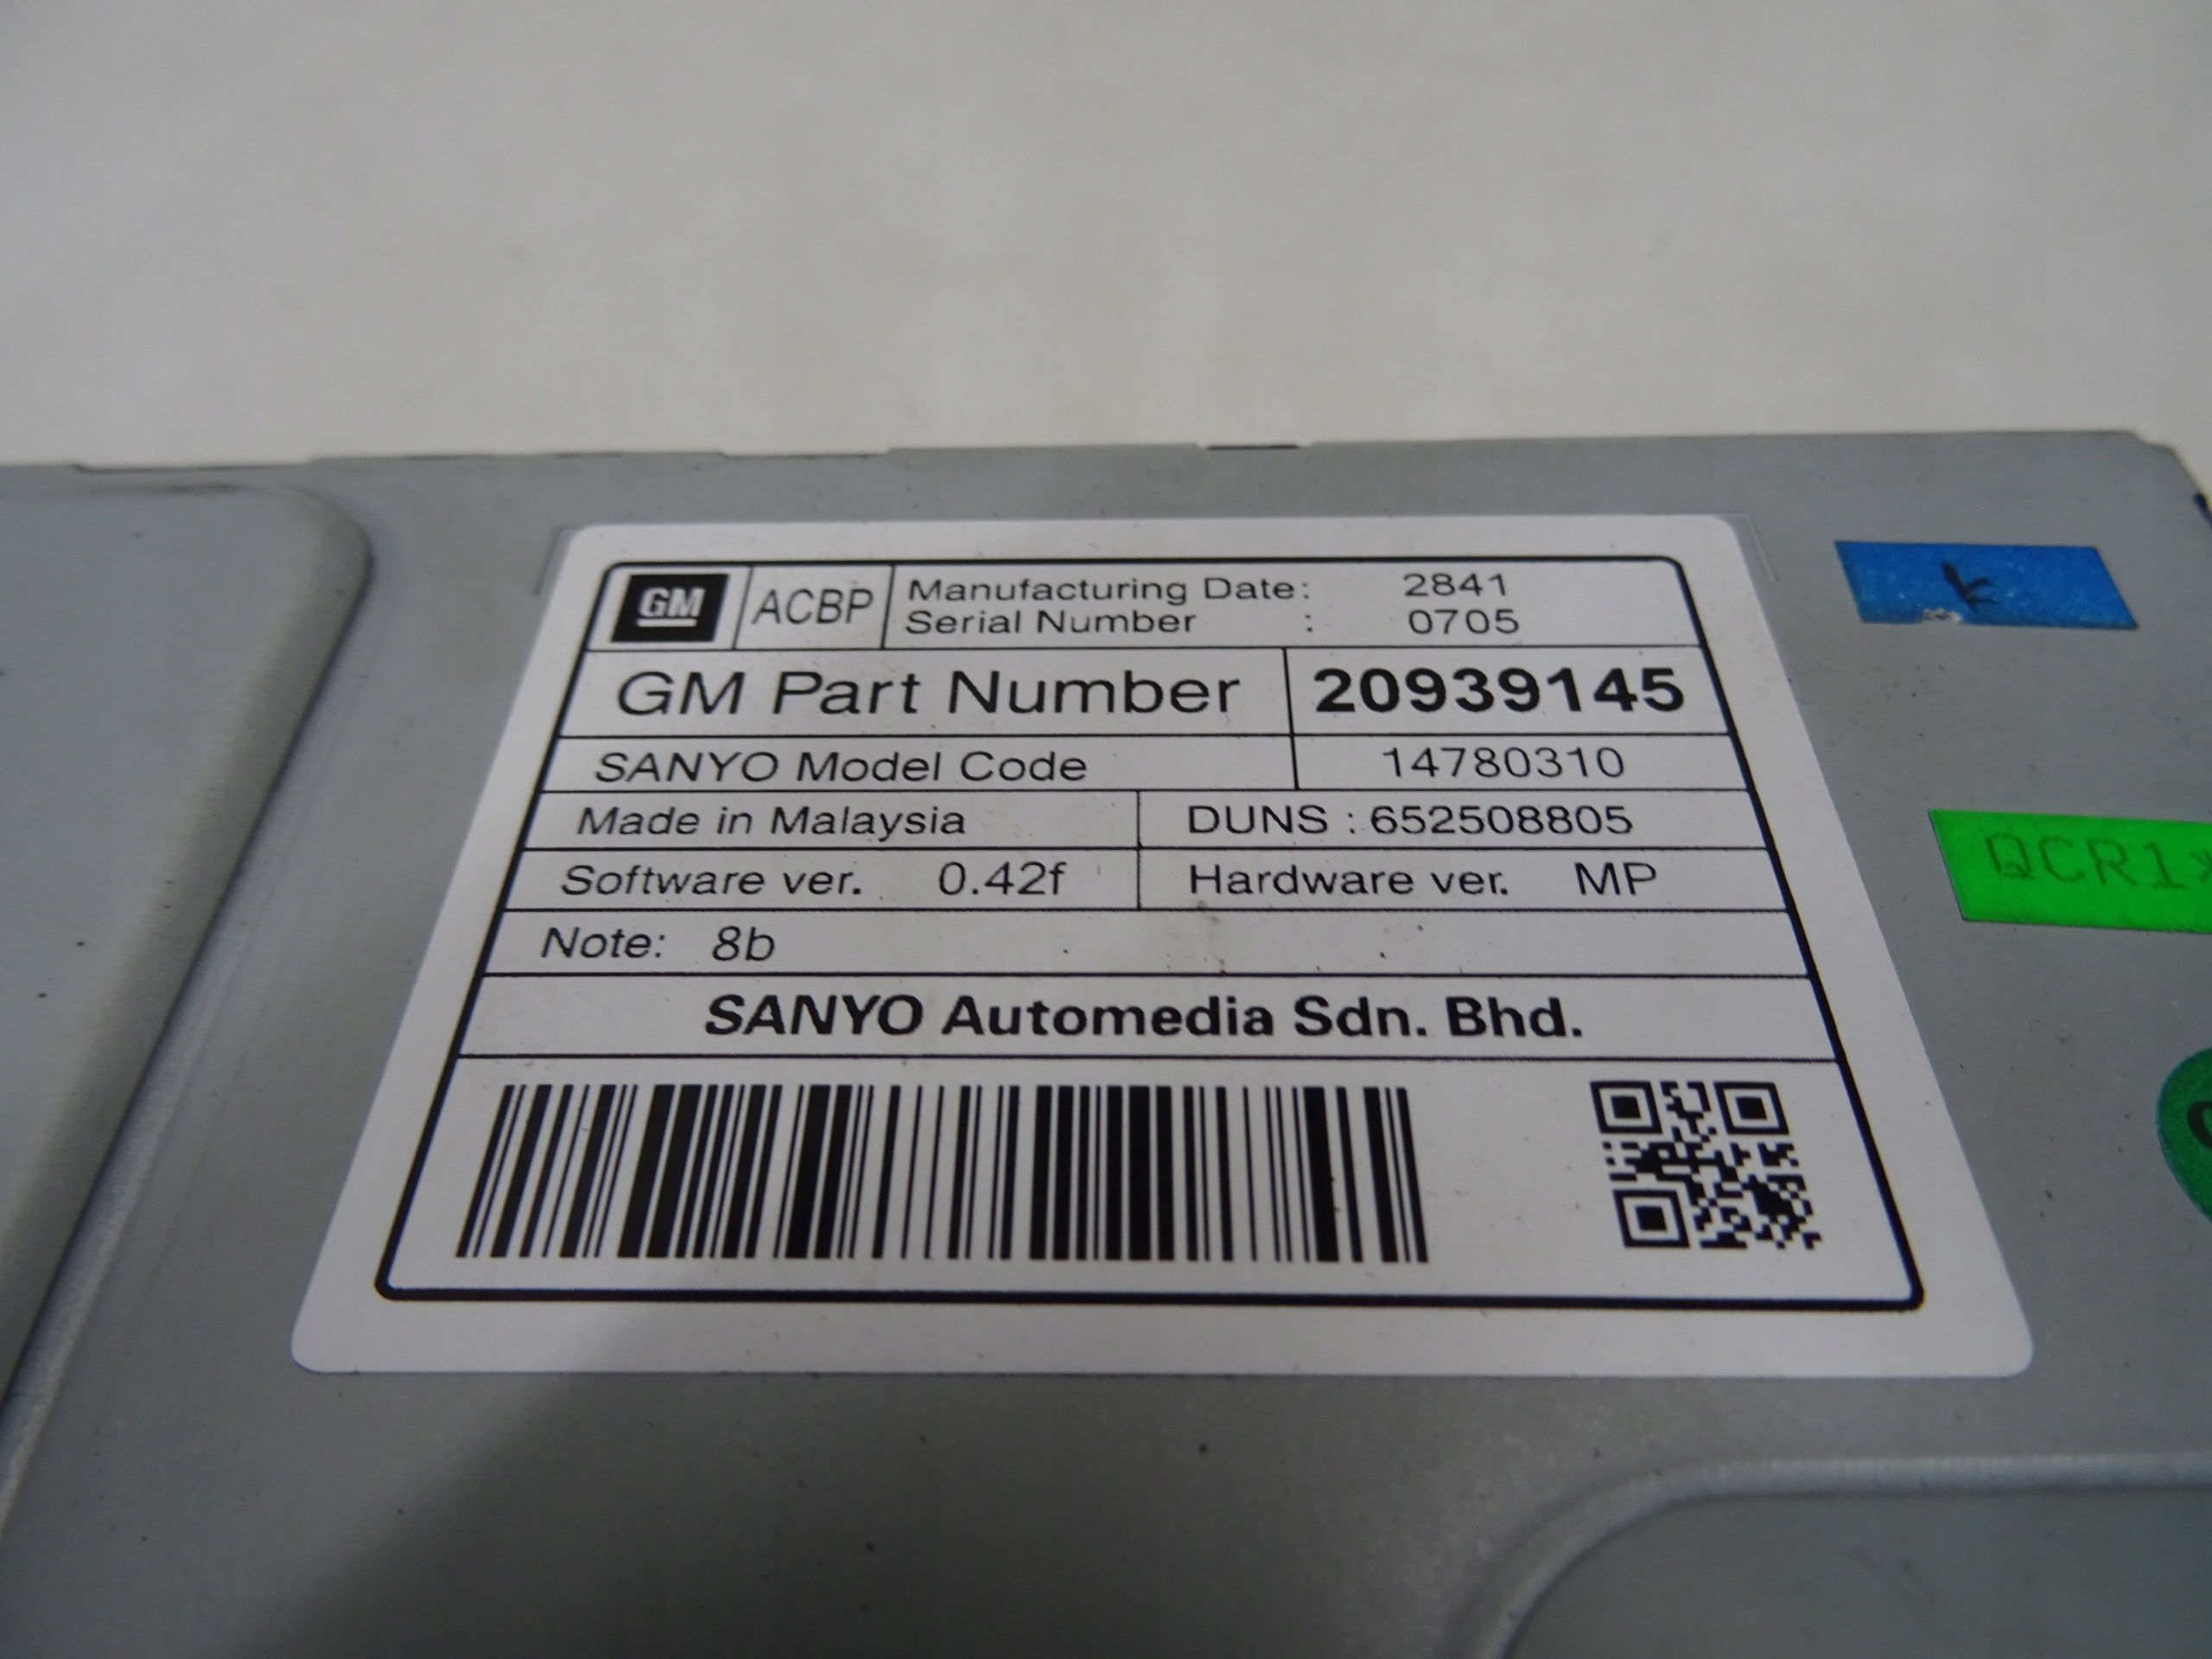 GM ACBP Manufacturing Date: 2841
Serial Number : 0705
GM Part Number 20939145
SANYO Model Code 14780310
Made in Malaysia DUNS : 652508805
Software ver. 0.42f Hardware ver. MP
Note: 8b
SANYO Automedia Sdn. Bhd.
QCR1